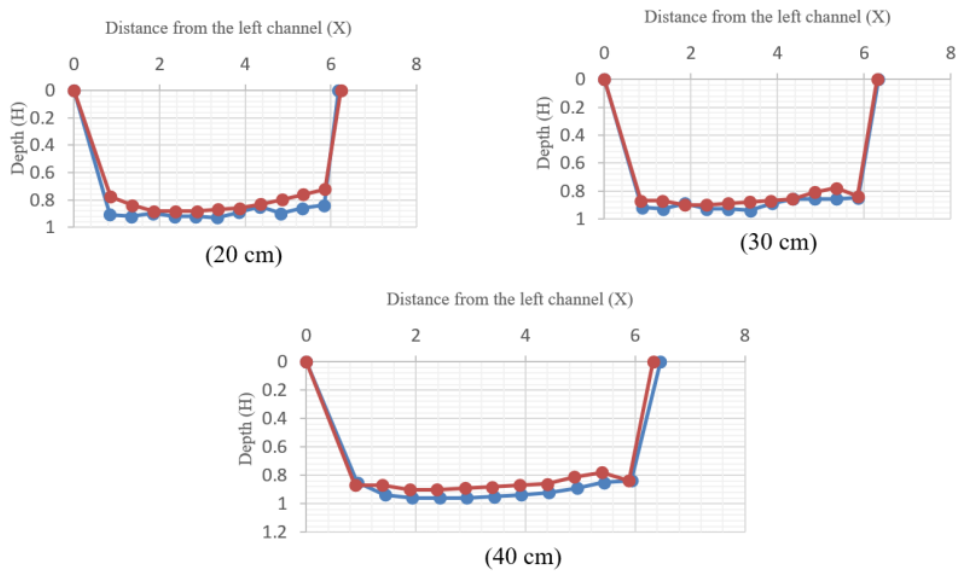 Distance from the left channel (X)
0 2 4 6 8
0
0.2
0.4
0.6
0.8
1
Depth (H)
(20 cm)
Distance from the left channel (X)
0 2 4 6 8
0
0.2
0.4
0.6
0.8
1
Depth (H)
(30 cm)
Distance from the left channel (X)
0 2 4 6 8
0
0.2
0.4
0.6
0.8
1
1.2
Depth (H)
(40 cm)